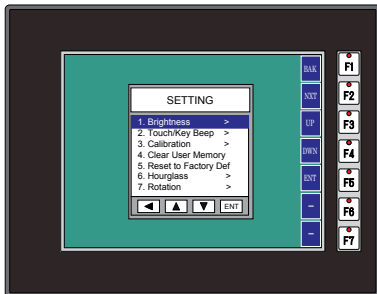 SETTING
1. Brightness >
2. Touch/Key Beep >
3. Calibration >
4. Clear User Memory
5. Reset to Factory Def
6. Hourglass >
7. Rotation >
ENT
BAK
NXT
UP
DWN
ENT
–
–
F1
F2
F3
F4
F5
F6
F7